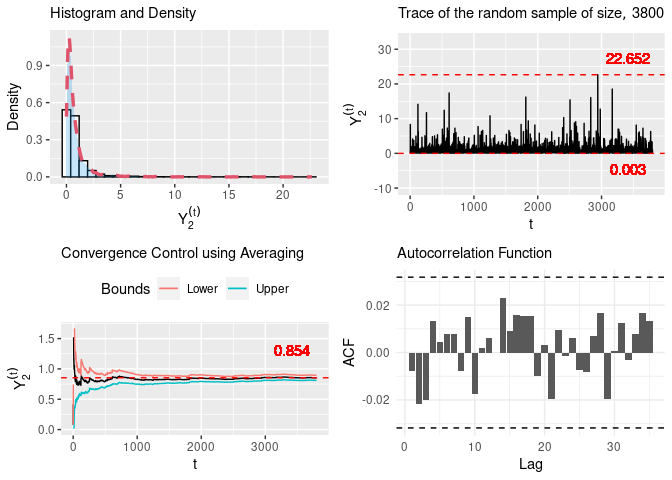 Histogram and Density
Density
0.9
0.6
0.3
0.0
0
5
10
15
20
Y₂⁽ᵗ⁾
Trace of the random sample of size, 3800
Y₂⁽ᵗ⁾
30
20
10
0
-10
22.652
0.003
0
1000
2000
3000
t
Convergence Control using Averaging
Bounds Lower Upper
Y₂⁽ᵗ⁾
1.5
1.0
0.5
0.0
0.854
0
1000
2000
3000
t
Autocorrelation Function
ACF
0.02
0.00
-0.02
0
10
20
30
Lag